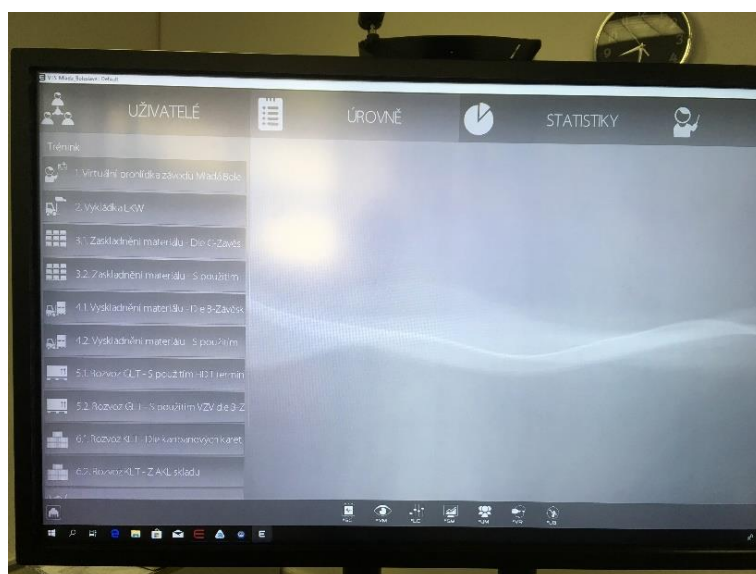 UŽIVATELÉ
ÚROVNĚ
STATISTIKY
Trénink
1. Virtuální prohlídka závodu Mladá Bole
2. Vykládka LKW
3.1. Zaskladnění materiálu - Dle C-Závěs
3.2. Zaskladnění materiálu - S použitím
4.1. Vyskladnění materiálu - Dle B-Závěsk
4.2. Vyskladnění materiálu - S použitím
5.1. Rozvoz GLT - S použitím HDT termin
5.2. Rozvoz GLT - S použitím VZV dle B-Z
6.1. Rozvoz KLT - Dle kanbanových karet
6.2. Rozvoz KLT - Z AKL skladu